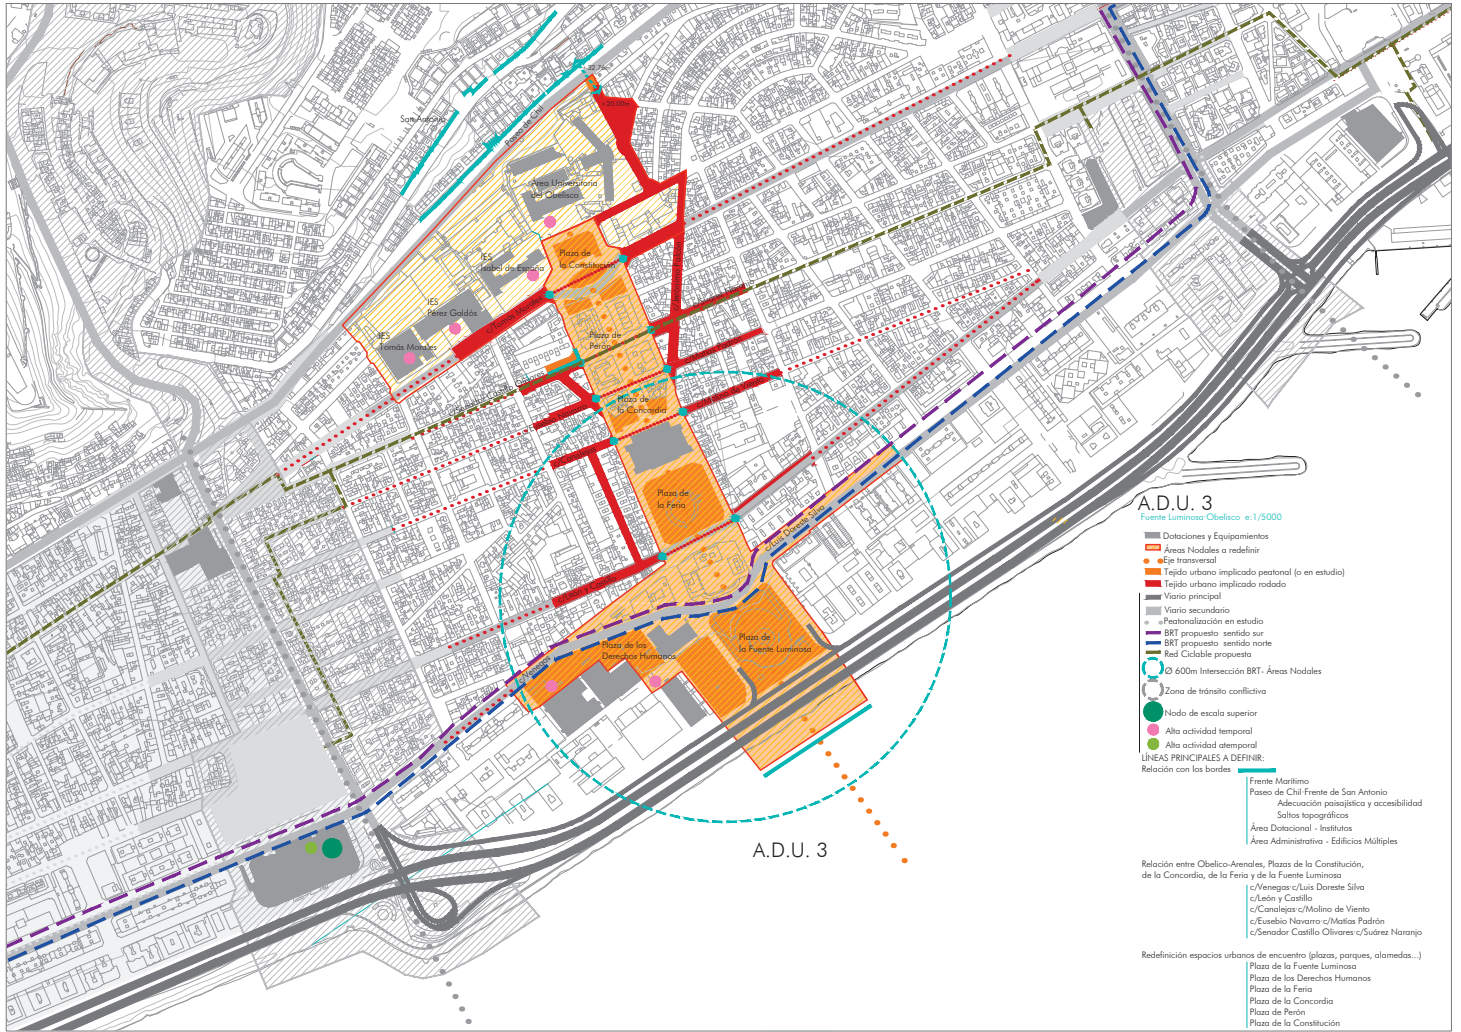 32.76
+20.00m
San Antonio
Paseo de Chil
Área Universitaria
del Obelisco
Plaza de
la Constitución
IES
Isabel de España
IES
Pérez Galdós
c/Tomás Morales
IES
Tomás Morales
Plaza de
Perón
Plaza de
la Concordia
c/Molino de Viento
c/Canalejas
Plaza de
la Feria
c/Luis Doreste Silva
c/León y Castillo
Plaza de los
Derechos Humanos
Plaza de
la Fuente Luminosa
c/Venegas
A.D.U. 3
A.D.U. 3
Fuente Luminosa·Obelisco e:1/5000
Dotaciones y Equipamientos
Áreas Nodales a redefinir
Eje transversal
Tejido urbano implicado peatonal (o en estudio)
Tejido urbano implicado rodado
Viario principal
Viario secundario
Peatonalización en estudio
BRT propuesto sentido sur
BRT propuesto sentido norte
Red Ciclable propuesta
Ø 600m Intersección BRT- Áreas Nodales
Zona de tránsito conflictiva
Nodo de escala superior
Alta actividad temporal
Alta actividad atemporal
LÍNEAS PRINCIPALES A DEFINIR:
Relación con los bordes
Frente Marítimo
Paseo de Chil·Frente de San Antonio
Adecuación paisajística y accesibilidad
Saltos topográficos
Área Dotacional - Institutos
Área Administrativa - Edificios Múltiples
Relación entre Obelico-Arenales, Plazas de la Constitución,
de la Concordia, de la Feria y de la Fuente Luminosa
c/Venegas·c/Luis Doreste Silva
c/León y Castillo
c/Canalejas·c/Molino de Viento
c/Eusebio Navarro·c/Matías Padrón
c/Senador Castillo Olivares·c/Suárez Naranjo
Redefinición espacios urbanos de encuentro (plazas, parques, alamedas...)
Plaza de la Fuente Luminosa
Plaza de los Derechos Humanos
Plaza de la Feria
Plaza de la Concordia
Plaza de Perón
Plaza de la Constitución